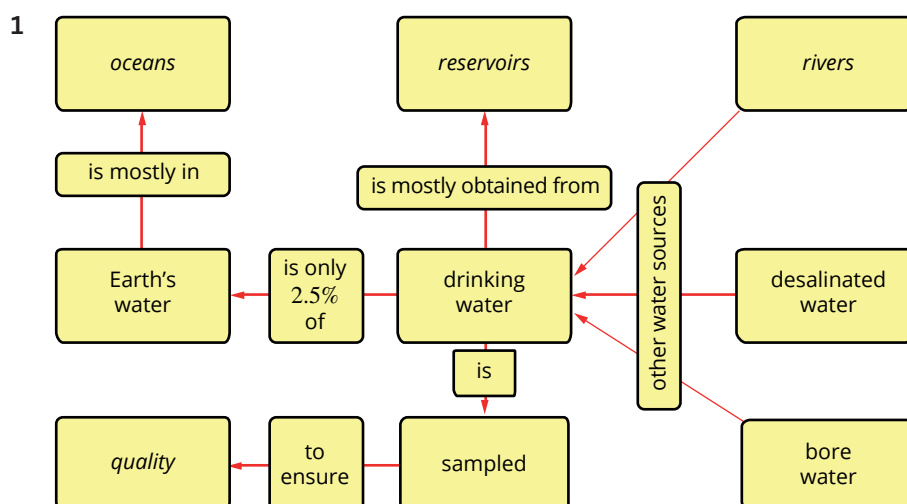 1
oceans
reservoirs
rivers
is mostly in
is mostly obtained from
other water sources
Earth's
water
is only
2.5%
of
drinking
water
desalinated
water
is
quality
to
ensure
sampled
bore
water